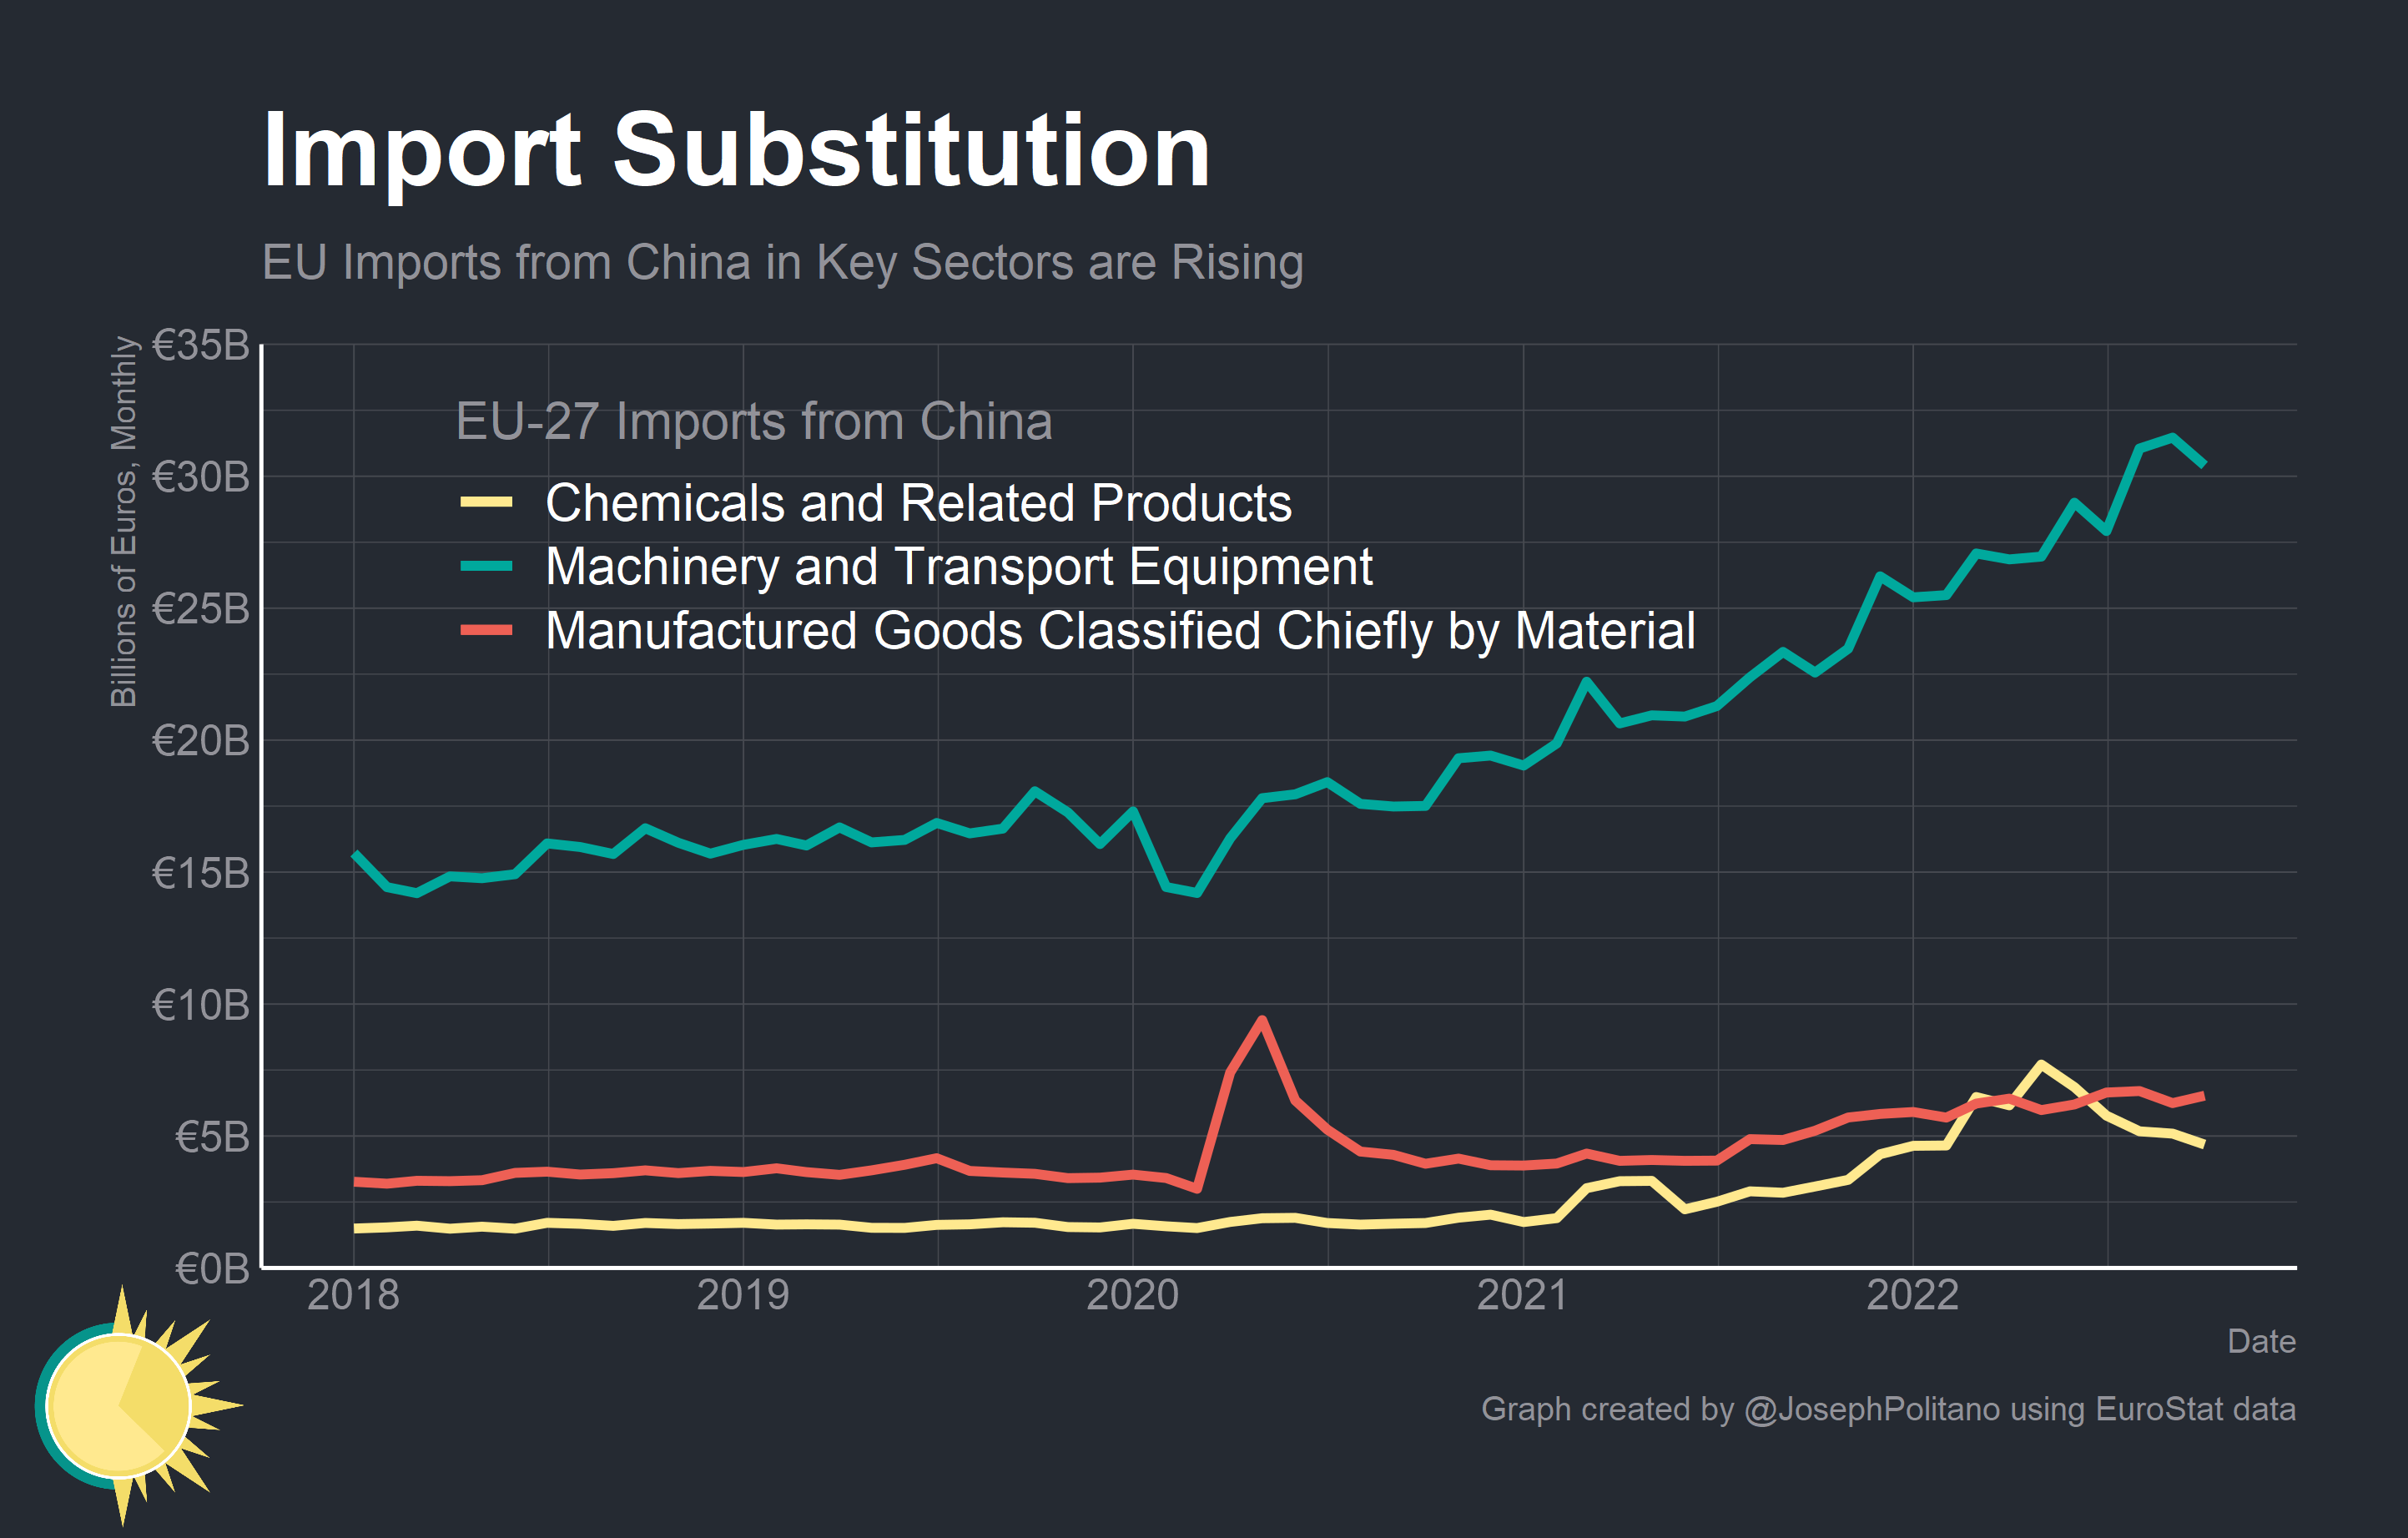 Import Substitution
EU Imports from China in Key Sectors are Rising
Billions of Euros, Monthly
€35B
€30B
€25B
€20B
€15B
€10B
€5B
€0B
EU-27 Imports from China
Chemicals and Related Products
Machinery and Transport Equipment
Manufactured Goods Classified Chiefly by Material
2018 2019 2020 2021 2022
Date
Graph created by @JosephPolitano using EuroStat data